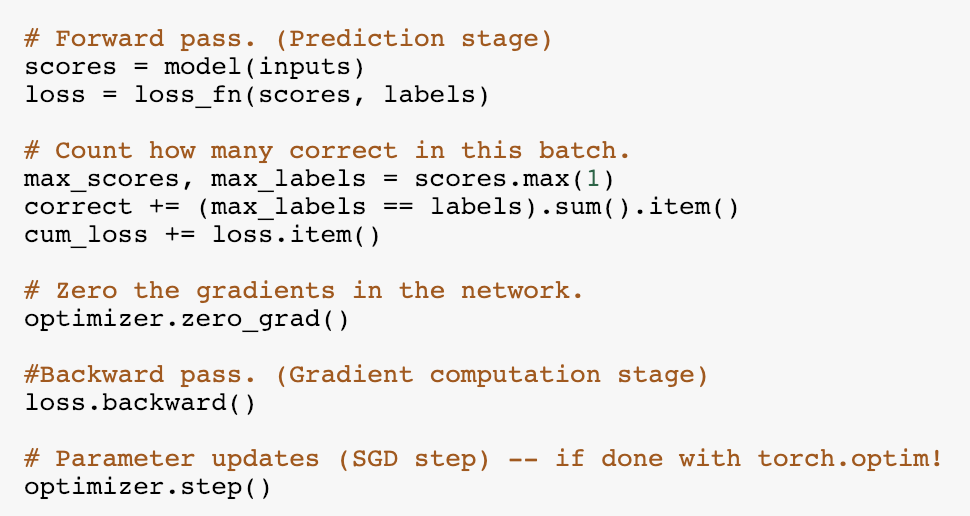 # Forward pass. (Prediction stage)
scores = model(inputs)
loss = loss_fn(scores, labels)
# Count how many correct in this batch.
max_scores, max_labels = scores.max(1)
correct += (max_labels == labels).sum().item()
cum_loss += loss.item()
# Zero the gradients in the network.
optimizer.zero_grad()
#Backward pass. (Gradient computation stage)
loss.backward()
# Parameter updates (SGD step) -- if done with torch.optim!
optimizer.step()